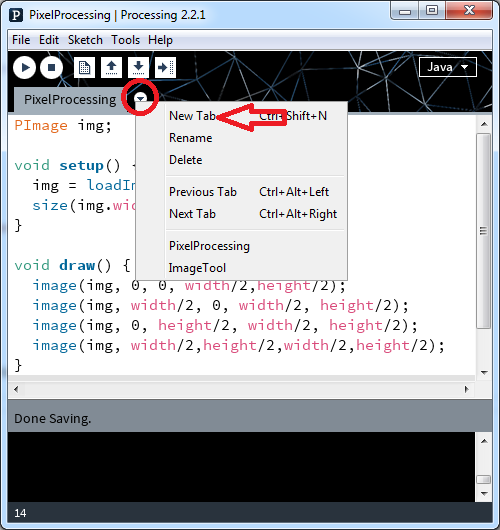 PixelProcessing | Processing 2.2.1
File Edit Sketch Tools Help
Java
PixelProcessing
New Tab Ctrl+Shift+N
Rename
Delete
Previous Tab Ctrl+Alt+Left
Next Tab Ctrl+Alt+Right
PixelProcessing
ImageTool
PImage img;
void setup() {
img = loadIm
size(img.wid
}
void draw() {
image(img, 0, 0, width/2,height/2);
image(img, width/2, 0, width/2, height/2);
image(img, 0, height/2, width/2, height/2);
image(img, width/2,height/2,width/2,height/2);
}
Done Saving.
14